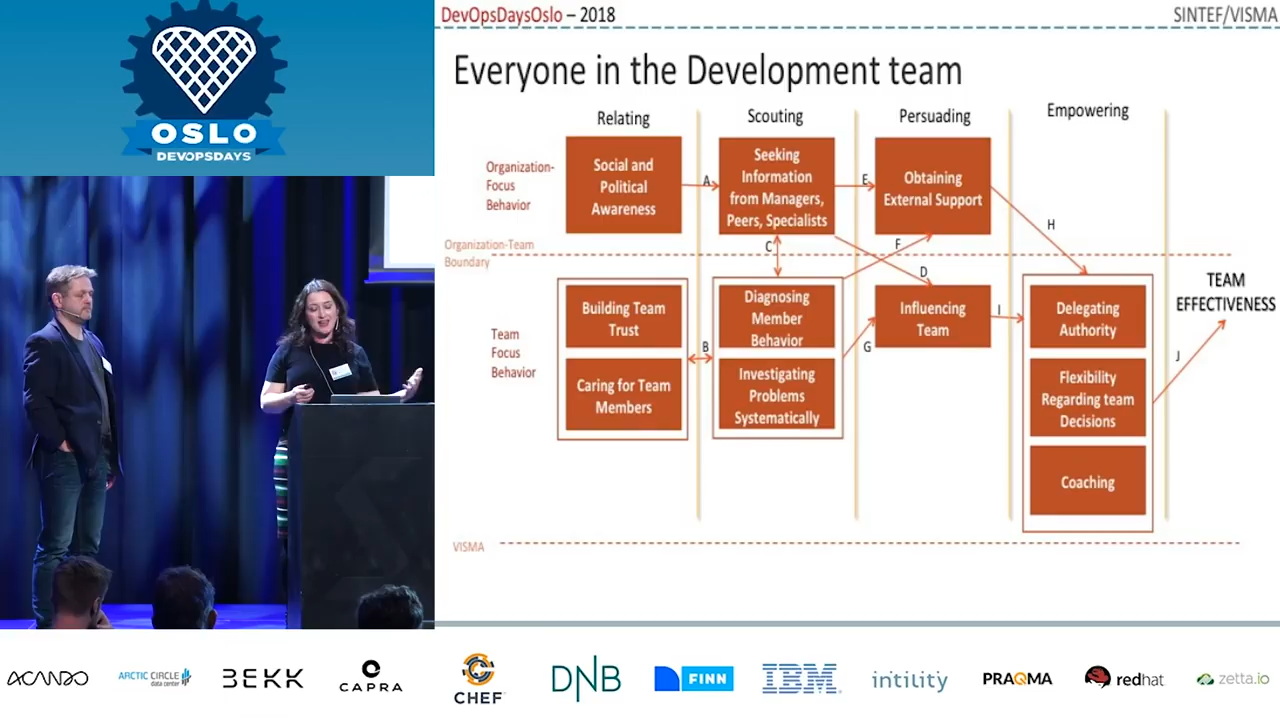 OSLO
DEVOPSDAYS
DevOpsDaysOslo – 2018
SINTEF/VISMA
Everyone in the Development team
Relating
Scouting
Persuading
Empowering
Organization-
Focus
Behavior
Social and
Political
Awareness
A
Seeking
Information
from Managers,
Peers, Specialists
E
Obtaining
External Support
H
Organization-Team
Boundary
C
F
D
Team
Focus
Behavior
Building Team
Trust
Caring for Team
Members
B
Diagnosing
Member
Behavior
Investigating
Problems
Systematically
G
Influencing
Team
I
Delegating
Authority
Flexibility
Regarding team
Decisions
Coaching
J
TEAM
EFFECTIVENESS
VISMA
ACANDO
ARCTIC CIRCLE
data center
BEKK
CAPRA
CHEF
DNB
FINN
IBM
intility
PRAQMA
redhat
zetta.io